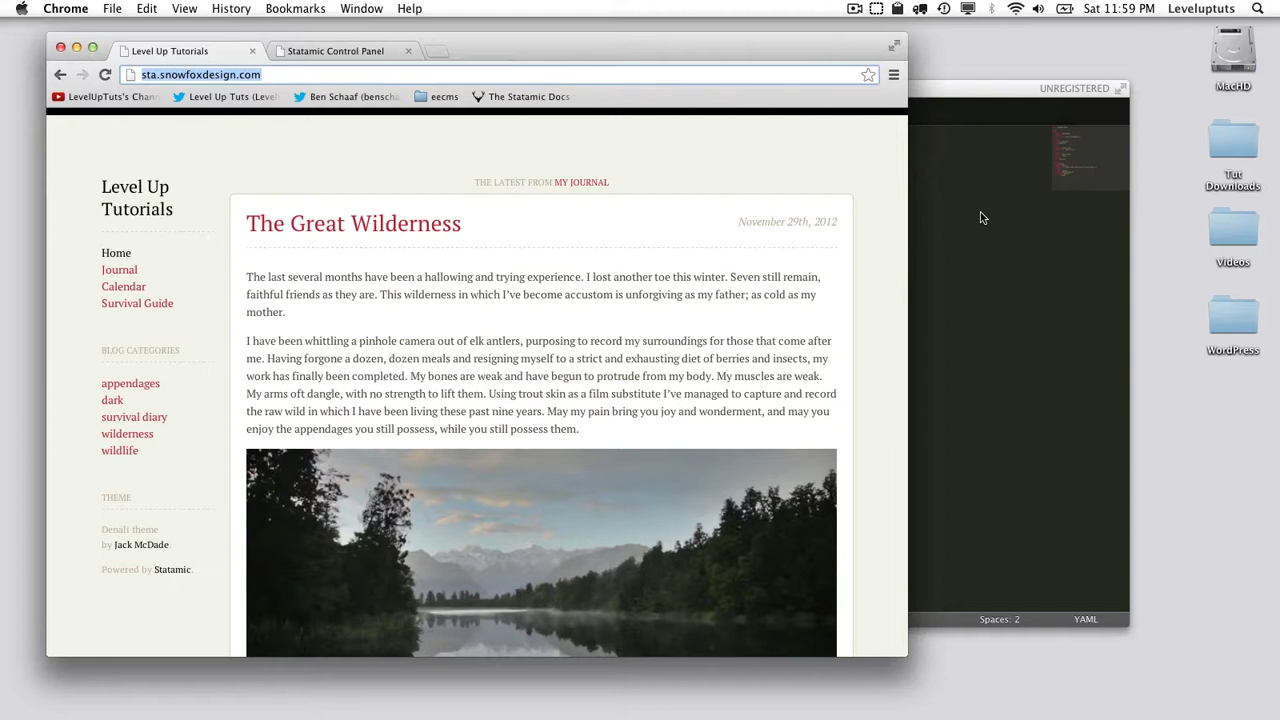 Chrome File Edit View History Bookmarks Window Help Sat 11:59 PM Leveluptuts
Level Up Tutorials
Statamic Control Panel
sta.snowfoxdesign.com
LevelUpTuts's Chann
Level Up Tuts (Level
Ben Schaaf (benscha
eecms
The Statamic Docs
UNREGISTERED
MacHD
Tut
Downloads
Videos
WordPress
Level Up
Tutorials
Home
Journal
Calendar
Survival Guide
BLOG CATEGORIES
appendages
dark
survival diary
wilderness
wildlife
THEME
Denali theme
by Jack McDade.
Powered by Statamic.
THE LATEST FROM MY JOURNAL
The Great Wilderness
November 29th, 2012
The last several months have been a hallowing and trying experience. I lost another toe this winter. Seven still remain,
faithful friends as they are. This wilderness in which I've become accustom is unforgiving as my father; as cold as my
mother.
I have been whittling a pinhole camera out of elk antlers, purposing to record my surroundings for those that come after
me. Having forgone a dozen, dozen meals and resigning myself to a strict and exhausting diet of berries and insects, my
work has finally been completed. My bones are weak and have begun to protrude from my body. My muscles are weak.
My arms oft dangle, with no strength to lift them. Using trout skin as a film substitute I've managed to capture and record
the raw wild in which I have been living these past nine years. May my pain bring you joy and wonderment, and may you
enjoy the appendages you still possess, while you still possess them.
Spaces: 2
YAML